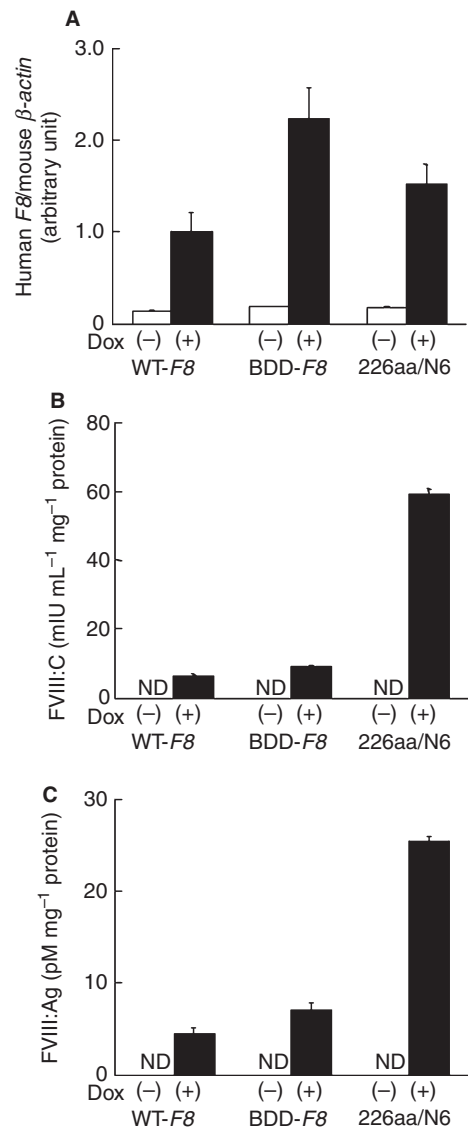 A
Human F8/mouse β-actin
(arbitrary unit)
3.0
2.0
1.0
0
Dox (–) (+) (–) (+) (–) (+)
WT-F8 BDD-F8 226aa/N6
B
FVIII:C (mIU mL⁻¹ mg⁻¹ protein)
80
60
40
20
0
ND ND ND
Dox (–) (+) (–) (+) (–) (+)
WT-F8 BDD-F8 226aa/N6
C
FVIII:Ag (pM mg⁻¹ protein)
30
20
10
0
ND ND ND
Dox (–) (+) (–) (+) (–) (+)
WT-F8 BDD-F8 226aa/N6